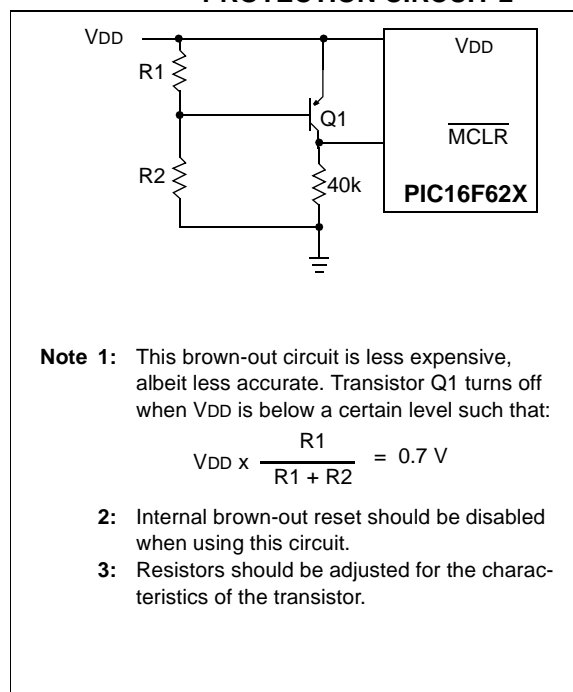 VDD
VDD
R1
Q1
MCLR
R2
40k
PIC16F62X
Note 1: This brown-out circuit is less expensive,
albeit less accurate. Transistor Q1 turns off
when VDD is below a certain level such that:
VDD x R1 / R1 + R2 = 0.7 V
2: Internal brown-out reset should be disabled
when using this circuit.
3: Resistors should be adjusted for the charac-
teristics of the transistor.